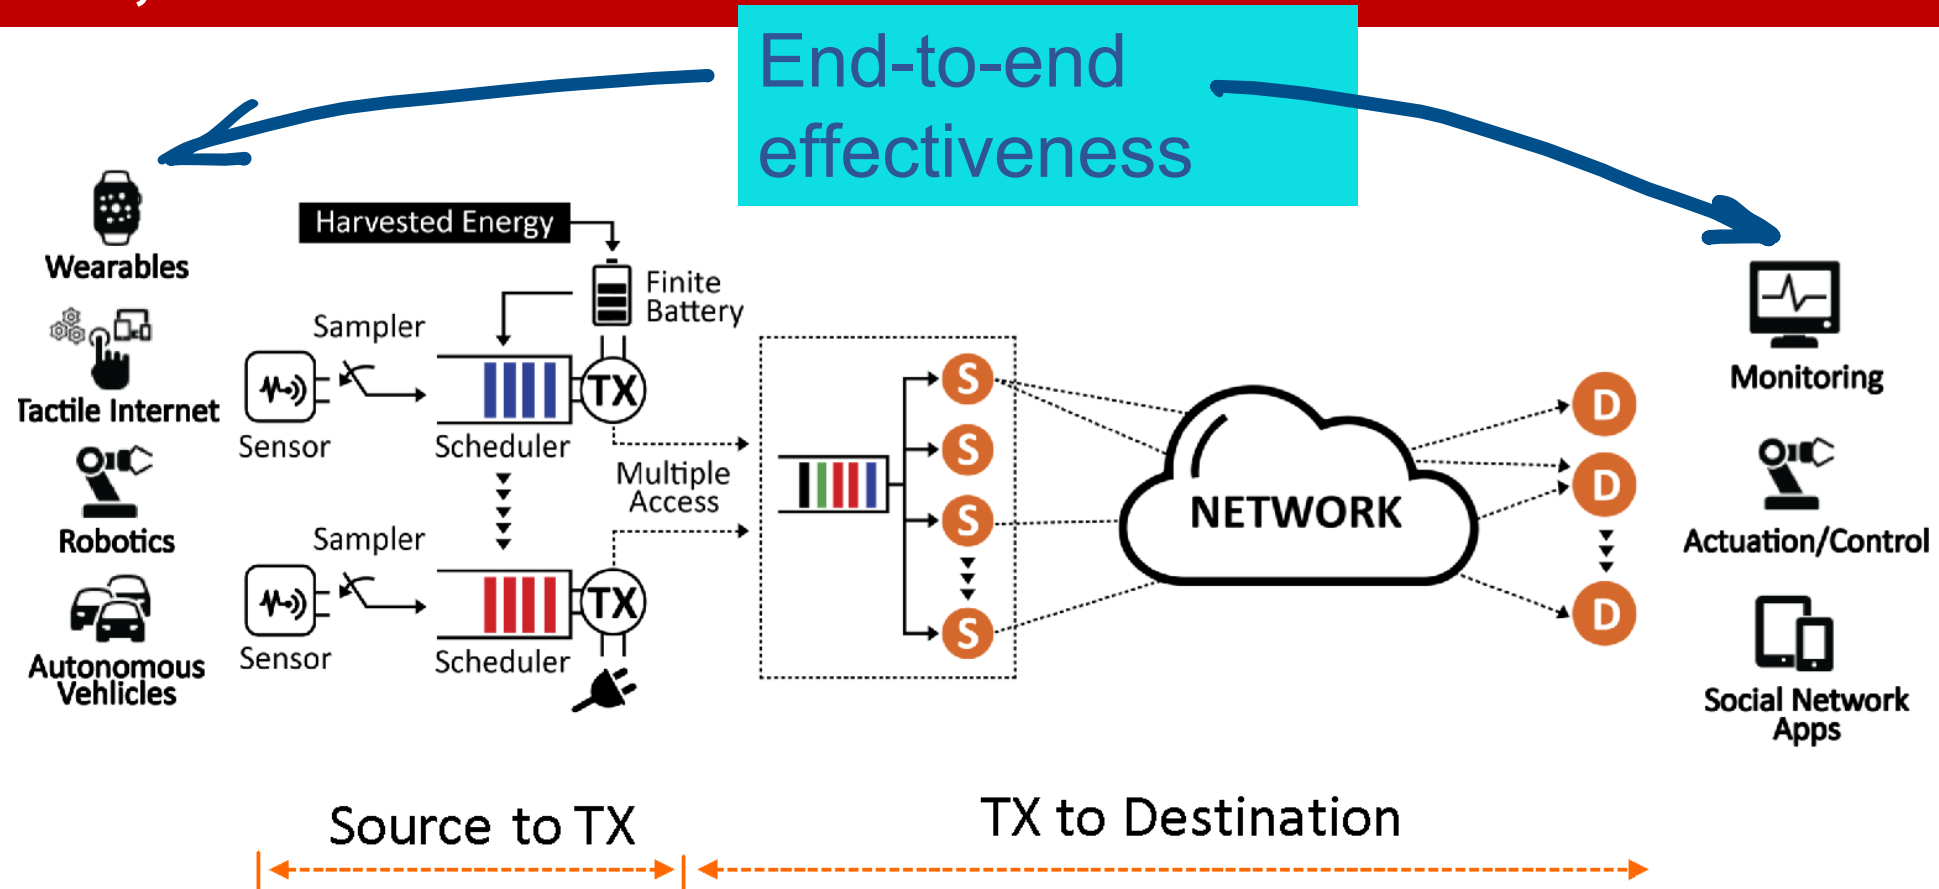 End-to-end
effectiveness
Wearables
Tactile Internet
Robotics
Autonomous
Vehlicles
Harvested Energy
Finite
Battery
Sampler
Sensor
Scheduler
TX
Multiple
Access
Sampler
Sensor
Scheduler
TX
S
S
S
S
NETWORK
D
D
D
Monitoring
Actuation/Control
Social Network
Apps
Source to TX
TX to Destination